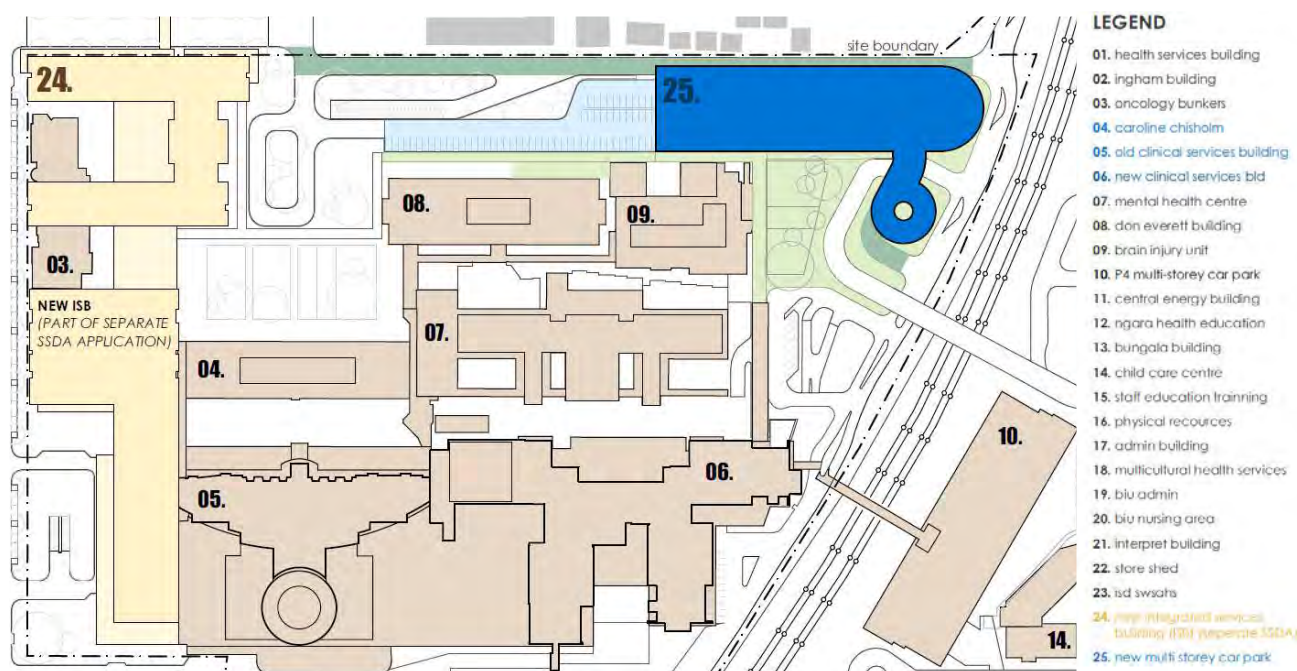 24.
25.
site boundary
08.
09.
03.
NEW ISB
(PART OF SEPARATE
SSDA APPLICATION)
07.
04.
10.
06.
05.
14.
LEGEND
01. health services building
02. ingham building
03. oncology bunkers
04. caroline chisholm
05. old clinical services building
06. new clinical services bld
07. mental health centre
08. don everett building
09. brain injury unit
10. P4 multi-storey car park
11. central energy building
12. ngara health education
13. bungala building
14. child care centre
15. staff education trainning
16. physical recources
17. admin building
18. multicultural health services
19. biu admin
20. biu nursing area
21. interpret building
22. store shed
23. isd swsahs
24. new integrated services
building (ISB) (seperate SSDA)
25. new multi storey car park